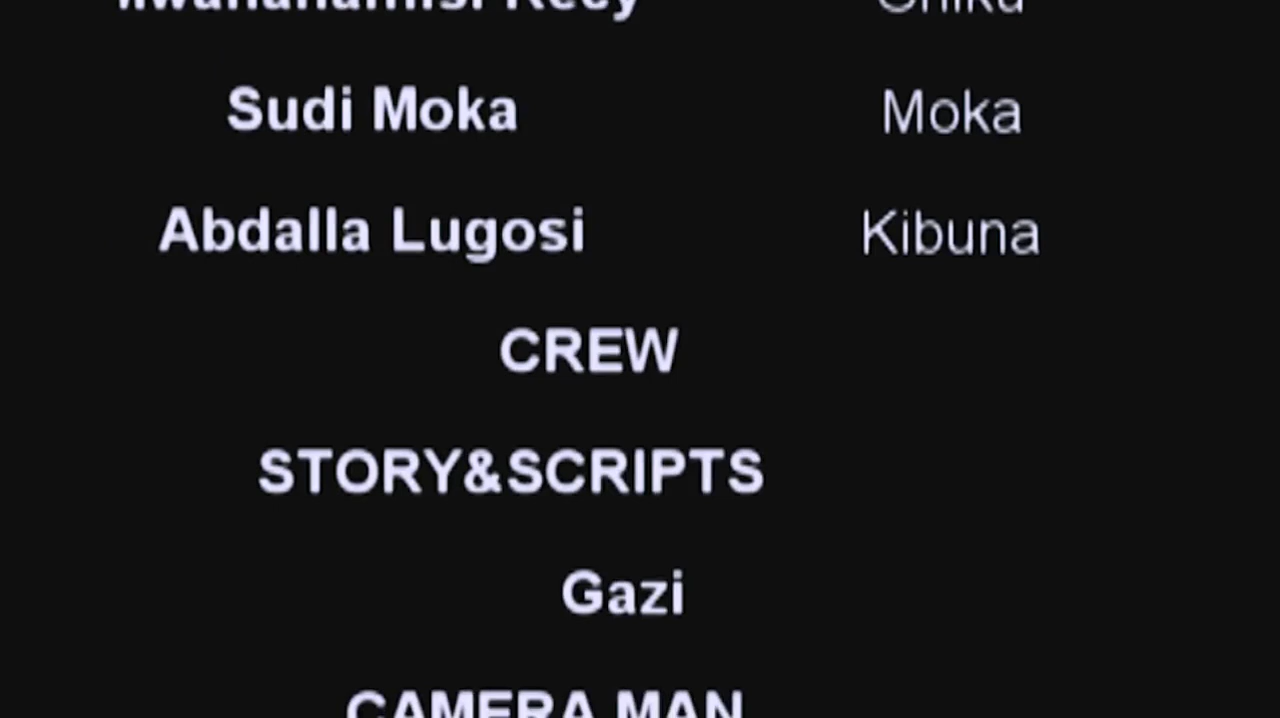 Sudi Moka Moka
Abdalla Lugosi Kibuna
CREW
STORY&SCRIPTS
Gazi
CAMERA MAN